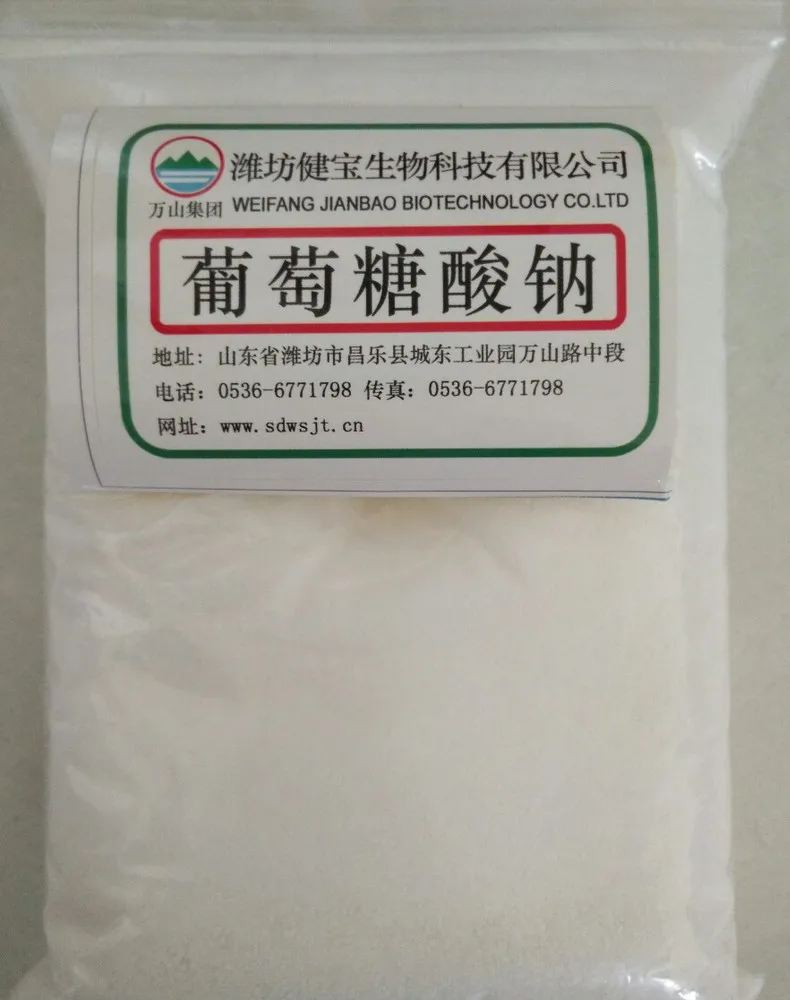 潍坊健宝生物科技有限公司
万山集团 WEIFANG JIANBAO BIOTECHNOLOGY CO.LTD
葡萄糖酸钠
地址：山东省潍坊市昌乐县城东工业园万山路中段
电话：0536-6771798 传真：0536-6771798
网址：www.sdwsjt.cn